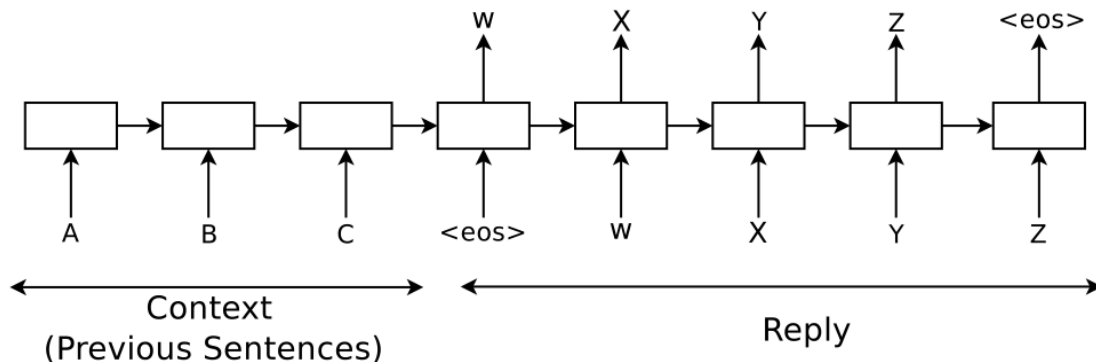 W X Y Z <eos>
A B C <eos> W X Y Z
Context
(Previous Sentences)
Reply